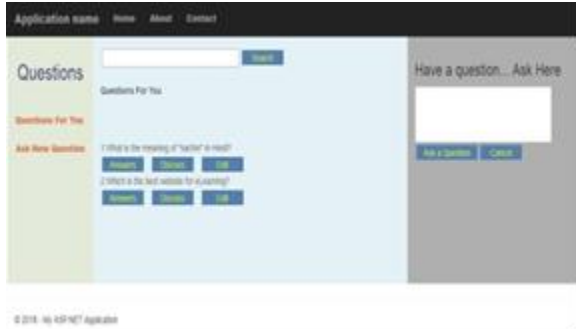 Application name Home About Contact
Questions
Questions For You
Ask New Question
Search
Questions For You
1 What is the meaning of "teacher" in Hindi?
Answers Discuss Edit
2 Which is the best website for eLearning?
Answers Discuss Edit
Have a question... Ask Here
Ask a Question Cancel
© 2018 - My ASP.NET Application